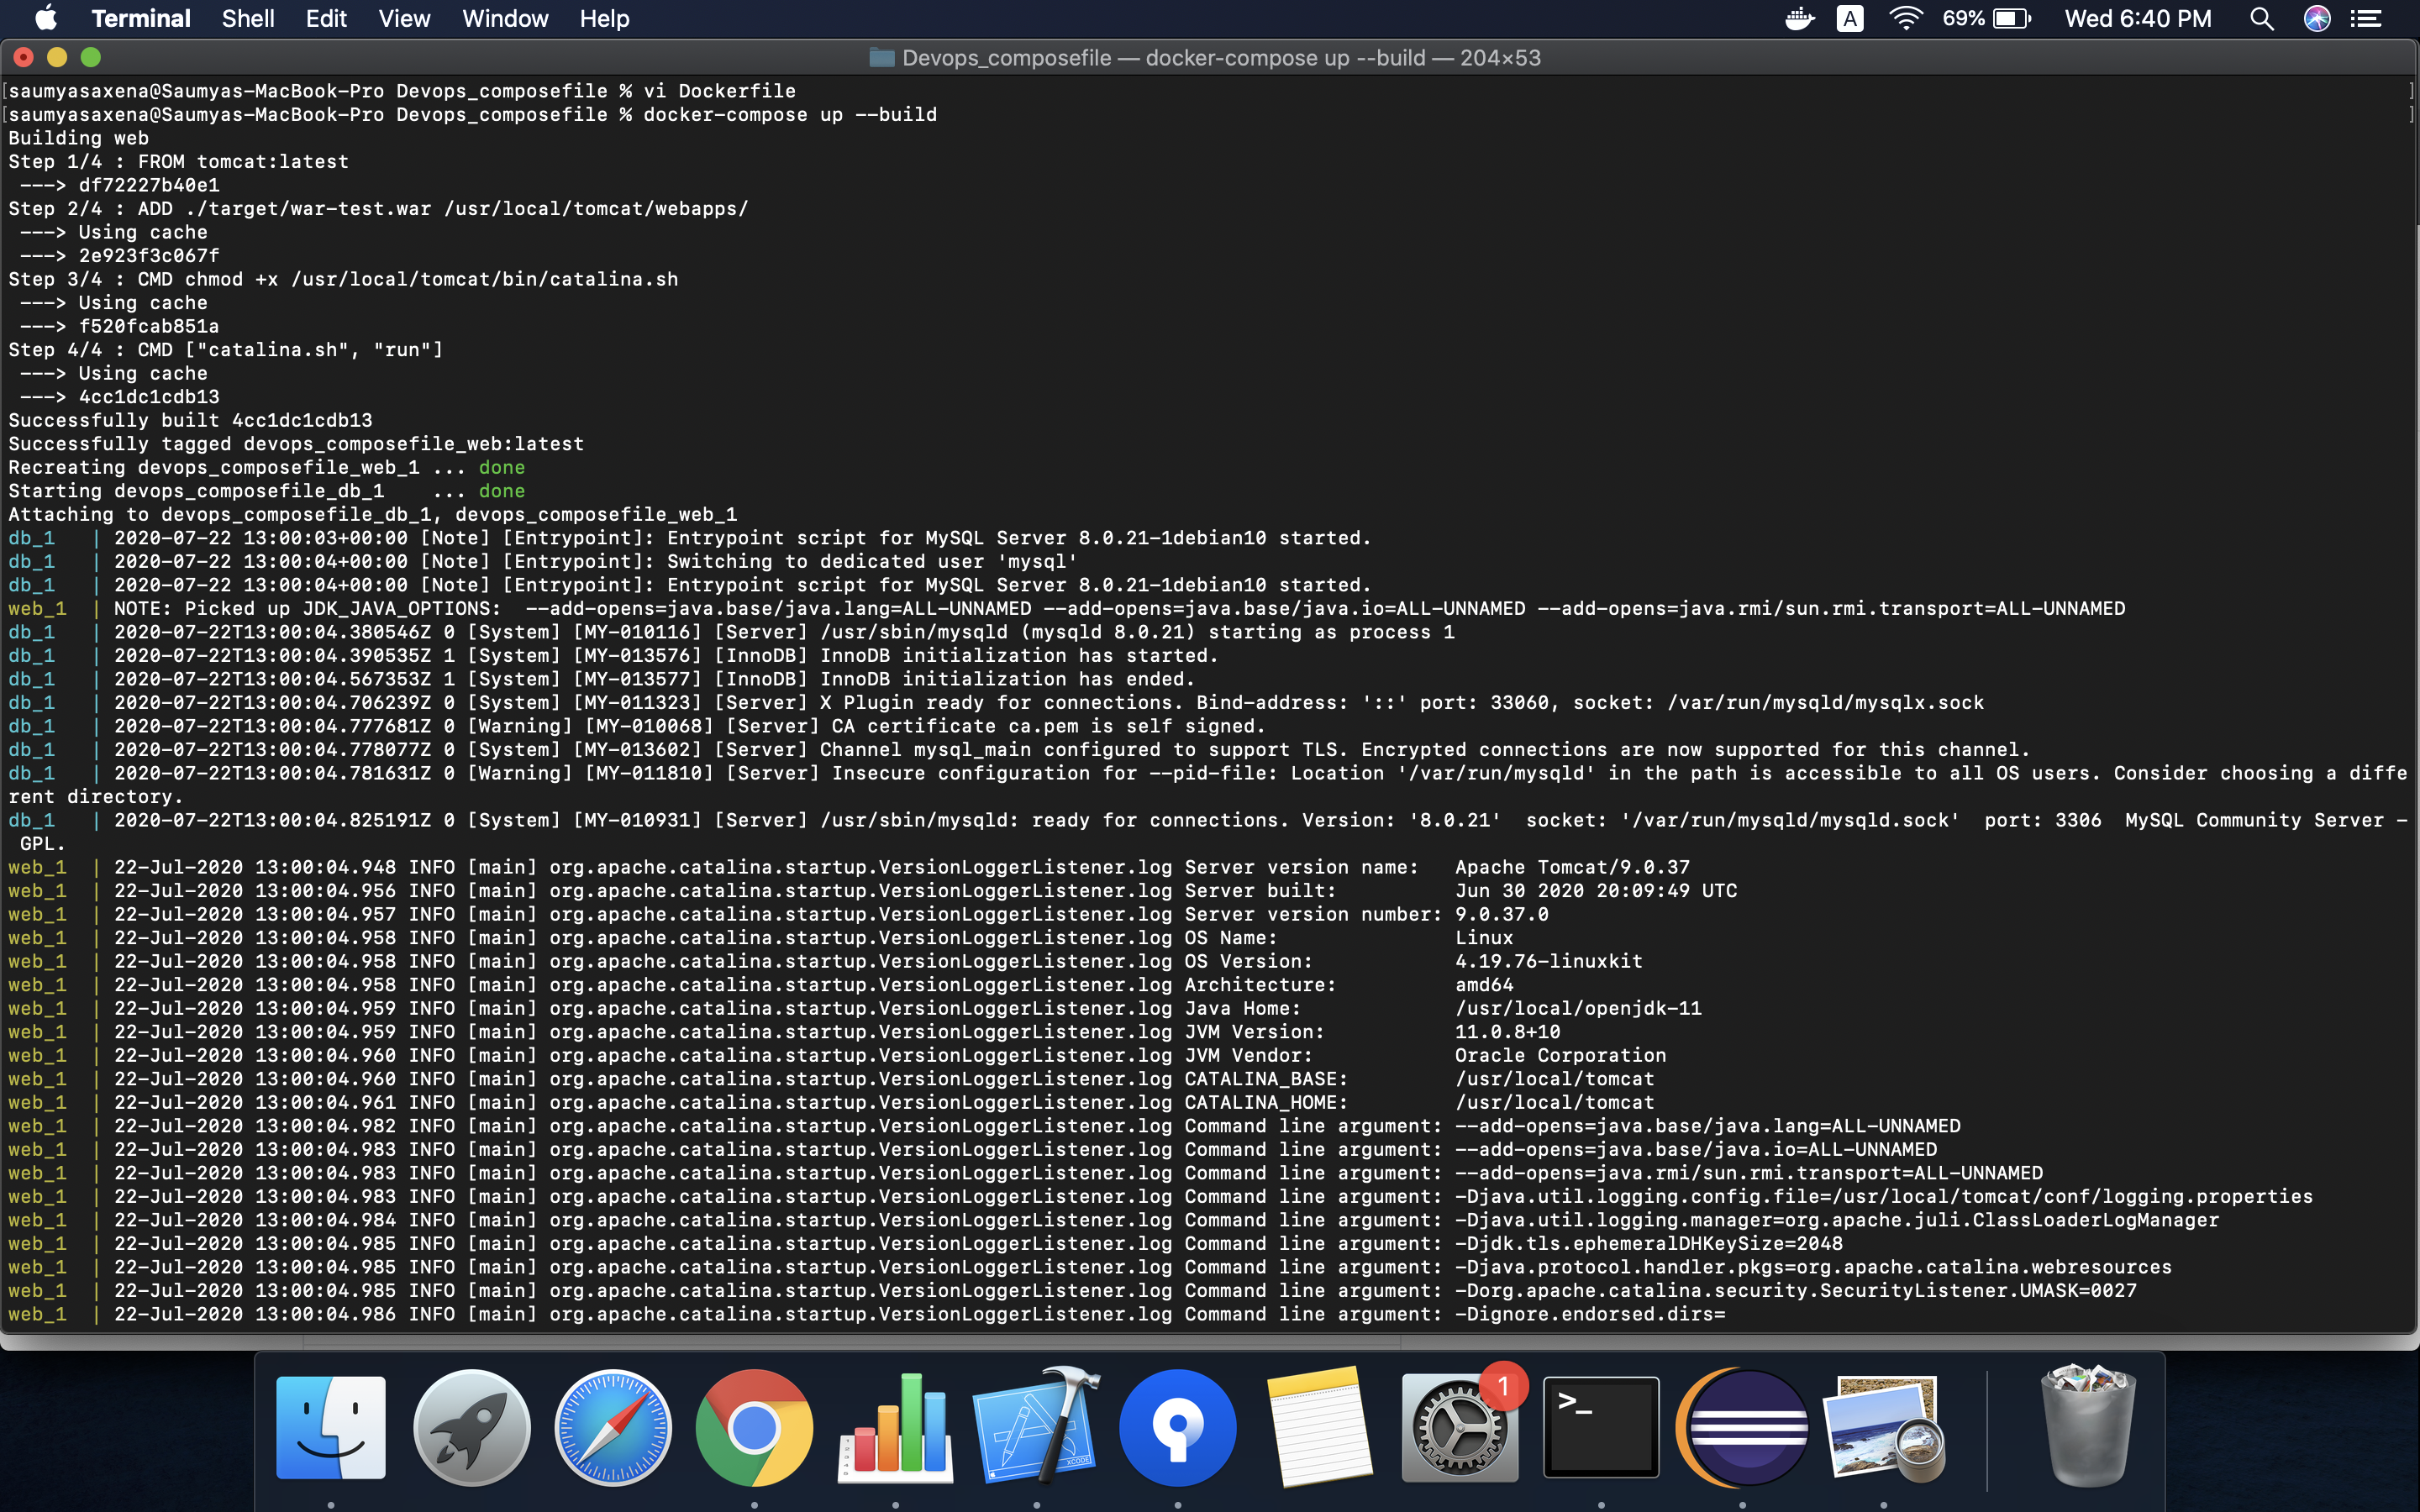 Terminal Shell Edit View Window Help A 69% Wed 6:40 PM
Devops_composefile — docker-compose up --build — 204×53
[saumyasaxena@Saumyas-MacBook-Pro Devops_composefile % vi Dockerfile ]
[saumyasaxena@Saumyas-MacBook-Pro Devops_composefile % docker-compose up --build ]
Building web
Step 1/4 : FROM tomcat:latest
 ---> df72227b40e1
Step 2/4 : ADD ./target/war-test.war /usr/local/tomcat/webapps/
 ---> Using cache
 ---> 2e923f3c067f
Step 3/4 : CMD chmod +x /usr/local/tomcat/bin/catalina.sh
 ---> Using cache
 ---> f520fcab851a
Step 4/4 : CMD ["catalina.sh", "run"]
 ---> Using cache
 ---> 4cc1dc1cdb13
Successfully built 4cc1dc1cdb13
Successfully tagged devops_composefile_web:latest
Recreating devops_composefile_web_1 ... done
Starting devops_composefile_db_1    ... done
Attaching to devops_composefile_db_1, devops_composefile_web_1
db_1   | 2020-07-22 13:00:03+00:00 [Note] [Entrypoint]: Entrypoint script for MySQL Server 8.0.21-1debian10 started.
db_1   | 2020-07-22 13:00:04+00:00 [Note] [Entrypoint]: Switching to dedicated user 'mysql'
db_1   | 2020-07-22 13:00:04+00:00 [Note] [Entrypoint]: Entrypoint script for MySQL Server 8.0.21-1debian10 started.
web_1  | NOTE: Picked up JDK_JAVA_OPTIONS:  --add-opens=java.base/java.lang=ALL-UNNAMED --add-opens=java.base/java.io=ALL-UNNAMED --add-opens=java.rmi/sun.rmi.transport=ALL-UNNAMED
db_1   | 2020-07-22T13:00:04.380546Z 0 [System] [MY-010116] [Server] /usr/sbin/mysqld (mysqld 8.0.21) starting as process 1
db_1   | 2020-07-22T13:00:04.390535Z 1 [System] [MY-013576] [InnoDB] InnoDB initialization has started.
db_1   | 2020-07-22T13:00:04.567353Z 1 [System] [MY-013577] [InnoDB] InnoDB initialization has ended.
db_1   | 2020-07-22T13:00:04.706239Z 0 [System] [MY-011323] [Server] X Plugin ready for connections. Bind-address: '::' port: 33060, socket: /var/run/mysqld/mysqlx.sock
db_1   | 2020-07-22T13:00:04.777681Z 0 [Warning] [MY-010068] [Server] CA certificate ca.pem is self signed.
db_1   | 2020-07-22T13:00:04.778077Z 0 [System] [MY-013602] [Server] Channel mysql_main configured to support TLS. Encrypted connections are now supported for this channel.
db_1   | 2020-07-22T13:00:04.781631Z 0 [Warning] [MY-011810] [Server] Insecure configuration for --pid-file: Location '/var/run/mysqld' in the path is accessible to all OS users. Consider choosing a diffe
rent directory.
db_1   | 2020-07-22T13:00:04.825191Z 0 [System] [MY-010931] [Server] /usr/sbin/mysqld: ready for connections. Version: '8.0.21'  socket: '/var/run/mysqld/mysqld.sock'  port: 3306  MySQL Community Server -
 GPL.
web_1  | 22-Jul-2020 13:00:04.948 INFO [main] org.apache.catalina.startup.VersionLoggerListener.log Server version name:   Apache Tomcat/9.0.37
web_1  | 22-Jul-2020 13:00:04.956 INFO [main] org.apache.catalina.startup.VersionLoggerListener.log Server built:          Jun 30 2020 20:09:49 UTC
web_1  | 22-Jul-2020 13:00:04.957 INFO [main] org.apache.catalina.startup.VersionLoggerListener.log Server version number: 9.0.37.0
web_1  | 22-Jul-2020 13:00:04.958 INFO [main] org.apache.catalina.startup.VersionLoggerListener.log OS Name:               Linux
web_1  | 22-Jul-2020 13:00:04.958 INFO [main] org.apache.catalina.startup.VersionLoggerListener.log OS Version:            4.19.76-linuxkit
web_1  | 22-Jul-2020 13:00:04.958 INFO [main] org.apache.catalina.startup.VersionLoggerListener.log Architecture:          amd64
web_1  | 22-Jul-2020 13:00:04.959 INFO [main] org.apache.catalina.startup.VersionLoggerListener.log Java Home:             /usr/local/openjdk-11
web_1  | 22-Jul-2020 13:00:04.959 INFO [main] org.apache.catalina.startup.VersionLoggerListener.log JVM Version:           11.0.8+10
web_1  | 22-Jul-2020 13:00:04.960 INFO [main] org.apache.catalina.startup.VersionLoggerListener.log JVM Vendor:            Oracle Corporation
web_1  | 22-Jul-2020 13:00:04.960 INFO [main] org.apache.catalina.startup.VersionLoggerListener.log CATALINA_BASE:         /usr/local/tomcat
web_1  | 22-Jul-2020 13:00:04.961 INFO [main] org.apache.catalina.startup.VersionLoggerListener.log CATALINA_HOME:         /usr/local/tomcat
web_1  | 22-Jul-2020 13:00:04.982 INFO [main] org.apache.catalina.startup.VersionLoggerListener.log Command line argument: --add-opens=java.base/java.lang=ALL-UNNAMED
web_1  | 22-Jul-2020 13:00:04.983 INFO [main] org.apache.catalina.startup.VersionLoggerListener.log Command line argument: --add-opens=java.base/java.io=ALL-UNNAMED
web_1  | 22-Jul-2020 13:00:04.983 INFO [main] org.apache.catalina.startup.VersionLoggerListener.log Command line argument: --add-opens=java.rmi/sun.rmi.transport=ALL-UNNAMED
web_1  | 22-Jul-2020 13:00:04.983 INFO [main] org.apache.catalina.startup.VersionLoggerListener.log Command line argument: -Djava.util.logging.config.file=/usr/local/tomcat/conf/logging.properties
web_1  | 22-Jul-2020 13:00:04.984 INFO [main] org.apache.catalina.startup.VersionLoggerListener.log Command line argument: -Djava.util.logging.manager=org.apache.juli.ClassLoaderLogManager
web_1  | 22-Jul-2020 13:00:04.985 INFO [main] org.apache.catalina.startup.VersionLoggerListener.log Command line argument: -Djdk.tls.ephemeralDHKeySize=2048
web_1  | 22-Jul-2020 13:00:04.985 INFO [main] org.apache.catalina.startup.VersionLoggerListener.log Command line argument: -Djava.protocol.handler.pkgs=org.apache.catalina.webresources
web_1  | 22-Jul-2020 13:00:04.985 INFO [main] org.apache.catalina.startup.VersionLoggerListener.log Command line argument: -Dorg.apache.catalina.security.SecurityListener.UMASK=0027
web_1  | 22-Jul-2020 13:00:04.986 INFO [main] org.apache.catalina.startup.VersionLoggerListener.log Command line argument: -Dignore.endorsed.dirs=
1
>_
XCODE